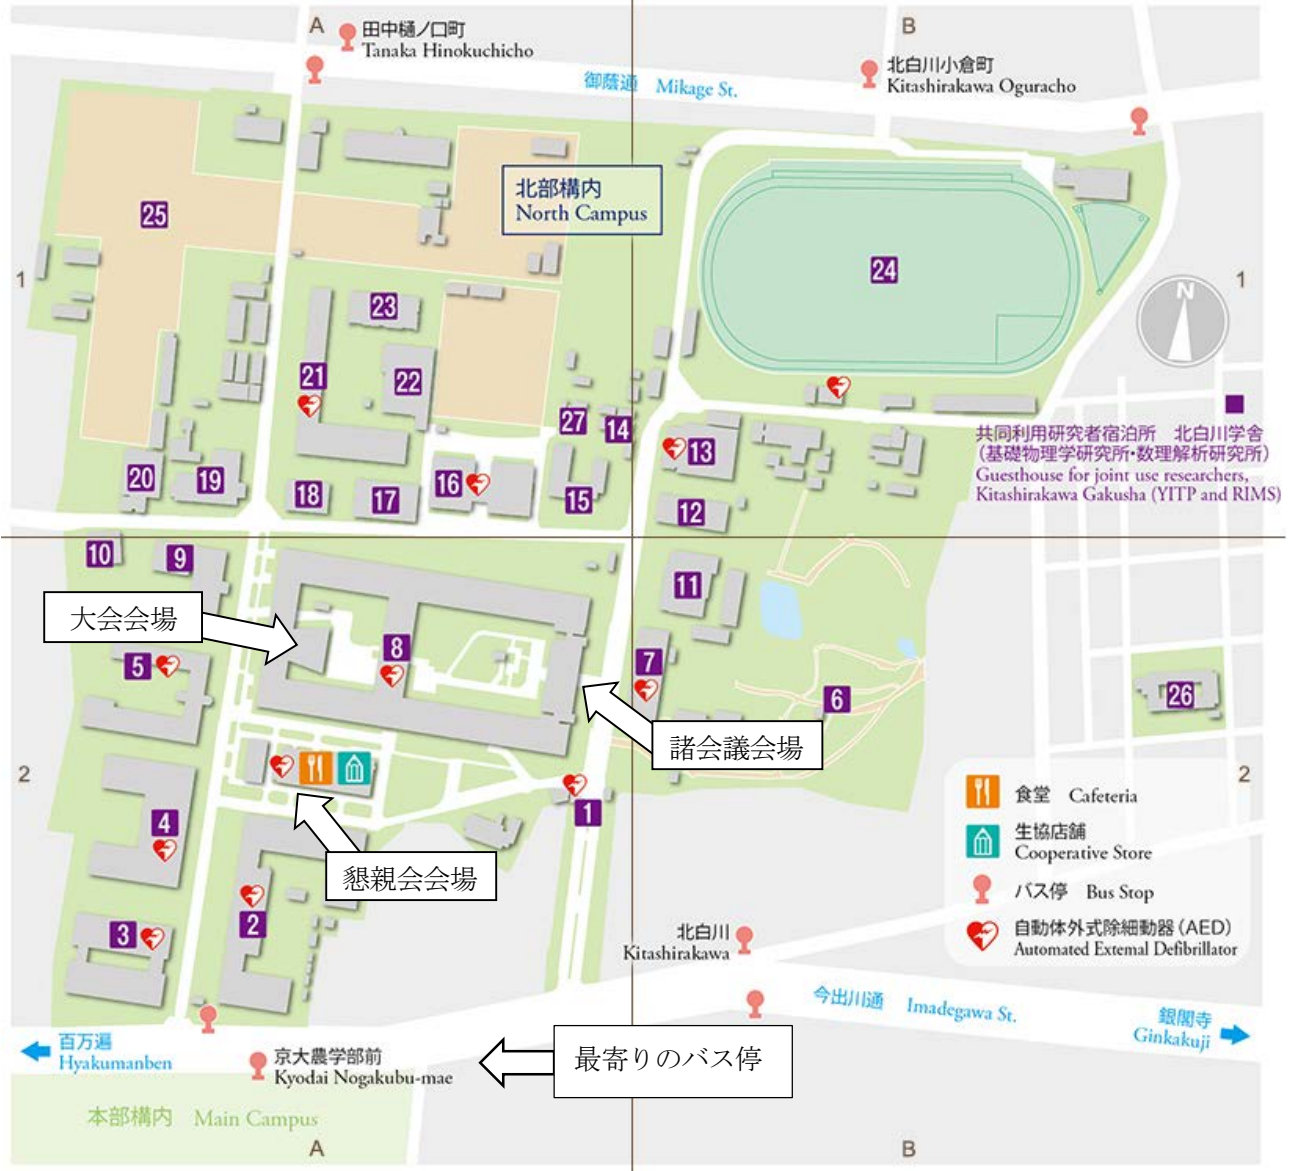 A
B
田中樋ノ口町
Tanaka Hinokuchicho
北白川小倉町
Kitashirakawa Oguracho
御蔭通 Mikage St.
北部構内
North Campus
25
24
1
1
N
23
21
22
27
14
13
共同利用研究者宿泊所 北白川学舎
(基礎物理学研究所・数理解析研究所)
Guesthouse for joint use researchers,
Kitashirakawa Gakusha (YITP and RIMS)
20
19
18
17
16
15
12
10
9
11
大会会場
8
5
7
6
26
諸会議会場
2
2
食堂 Cafeteria
生協店舗
Cooperative Store
バス停 Bus Stop
自動体外式除細動器(AED)
Automated External Defibrillator
4
1
懇親会会場
3
2
北白川
Kitashirakawa
今出川通 Imadegawa St.
銀閣寺
Ginkakuji
百万遍
Hyakumanben
京大農学部前
Kyodai Nogakubu-mae
最寄りのバス停
本部構内 Main Campus
A
B